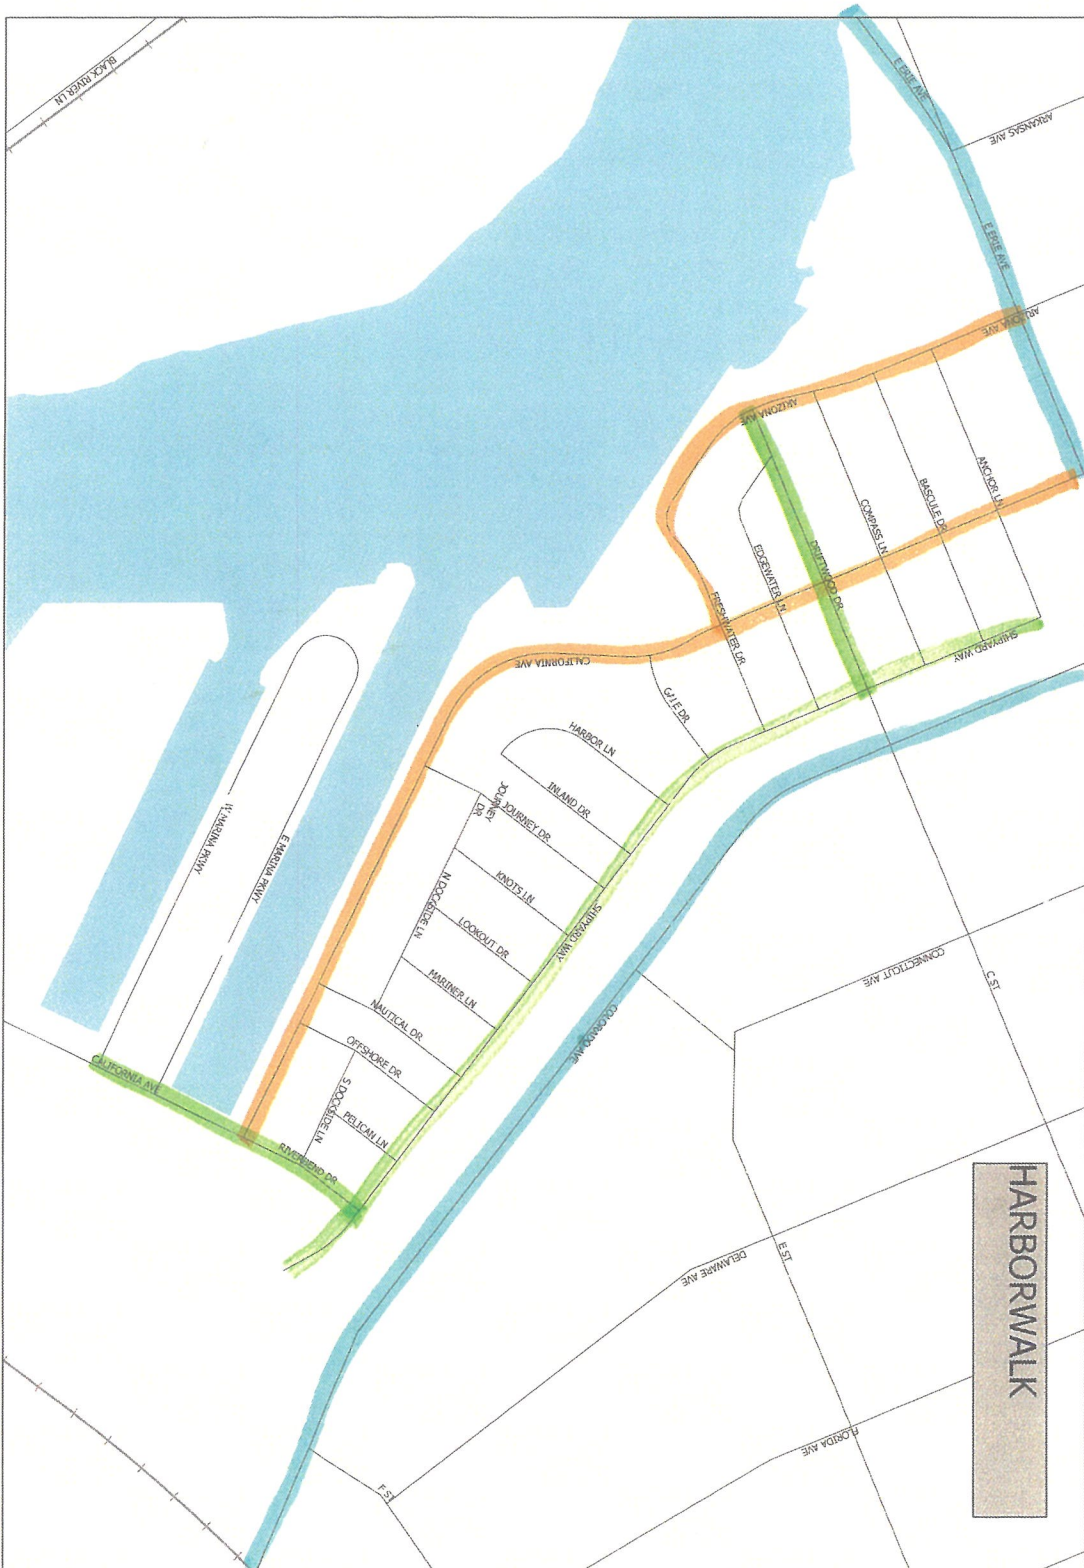 BLACK RIVER LN
E ERIE AVE
ARKANSAS AVE
E ERIE AVE
ARIZONA AVE
ARIZONA AVE
ANCHOR LN
BASCULE DR
COMPASS LN
DRIFTWOOD DR
EDGEWATER LN
FRESHWATER DR
SHIPYARD WAY
CALIFORNIA AVE
HARBOR LN
INLAND DR
JOURNEY
DR
JOURNEY DR
KNOTS LN
N DOCKSIDE LN
LOOKOUT DR
SHIPYARD WAY
MARINER LN
NAUTICAL DR
OFFSHORE DR
S DOCKSIDE LN
PELICAN LN
W MARINA PKWY
E MARINA PKWY
CALIFORNIA AVE
RIVERBEND DR
COLORADO AVE
CONNECTICUT AVE
C ST
E ST
DELAWARE AVE
FLORIDA AVE
F ST
HARBORWALK